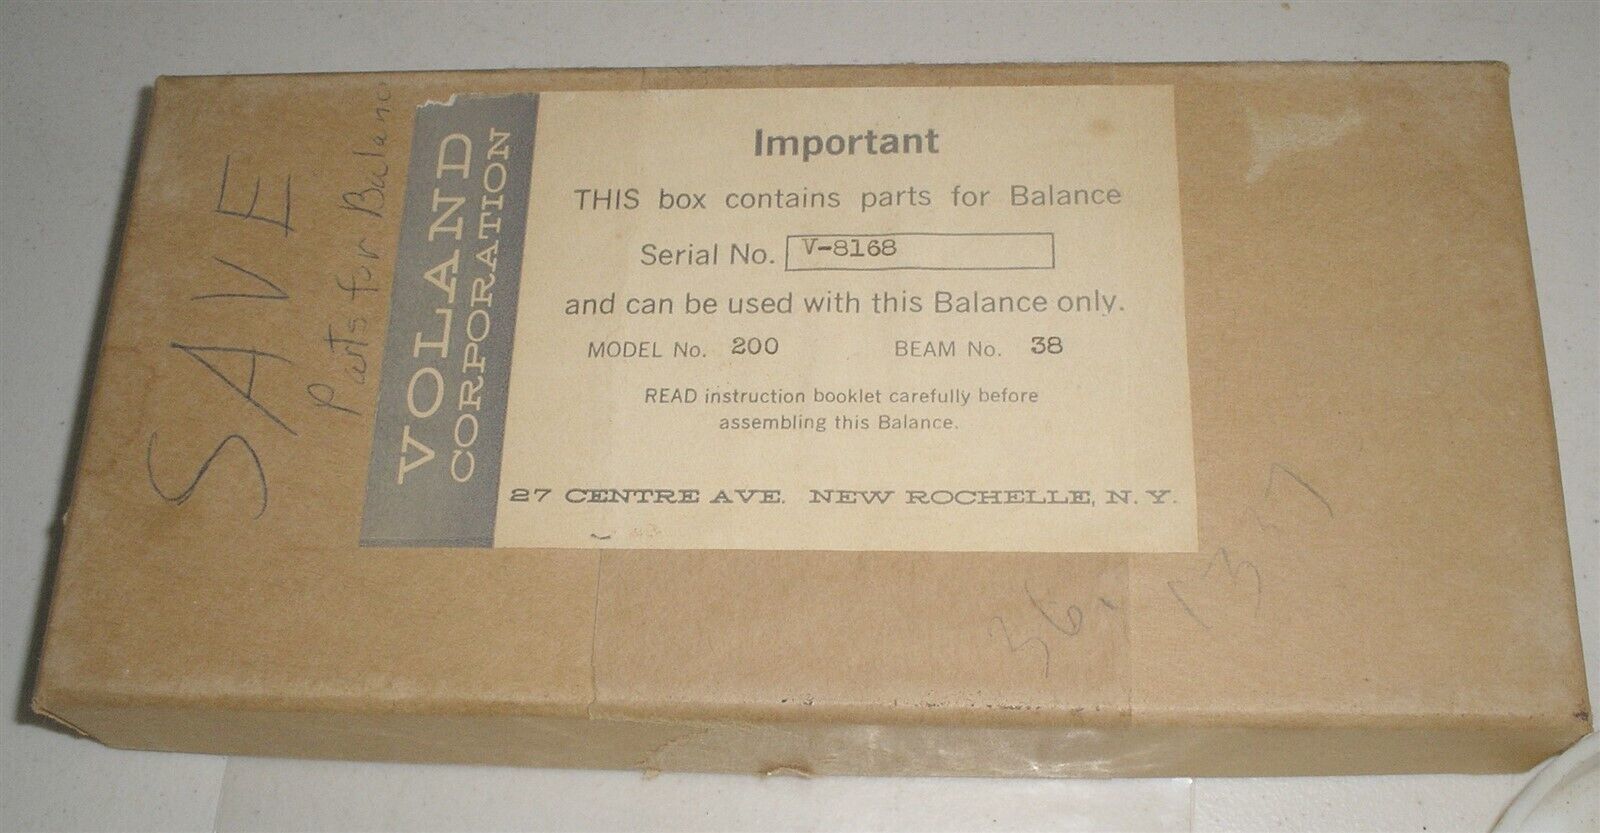 SAVE
Parts for Balanc
VOLAND
CORPORATION
Important
THIS box contains parts for Balance
Serial No. V-8168
and can be used with this Balance only.
MODEL No. 200 BEAM No. 38
READ instruction booklet carefully before
assembling this Balance.
27 CENTRE AVE. NEW ROCHELLE, N. Y.